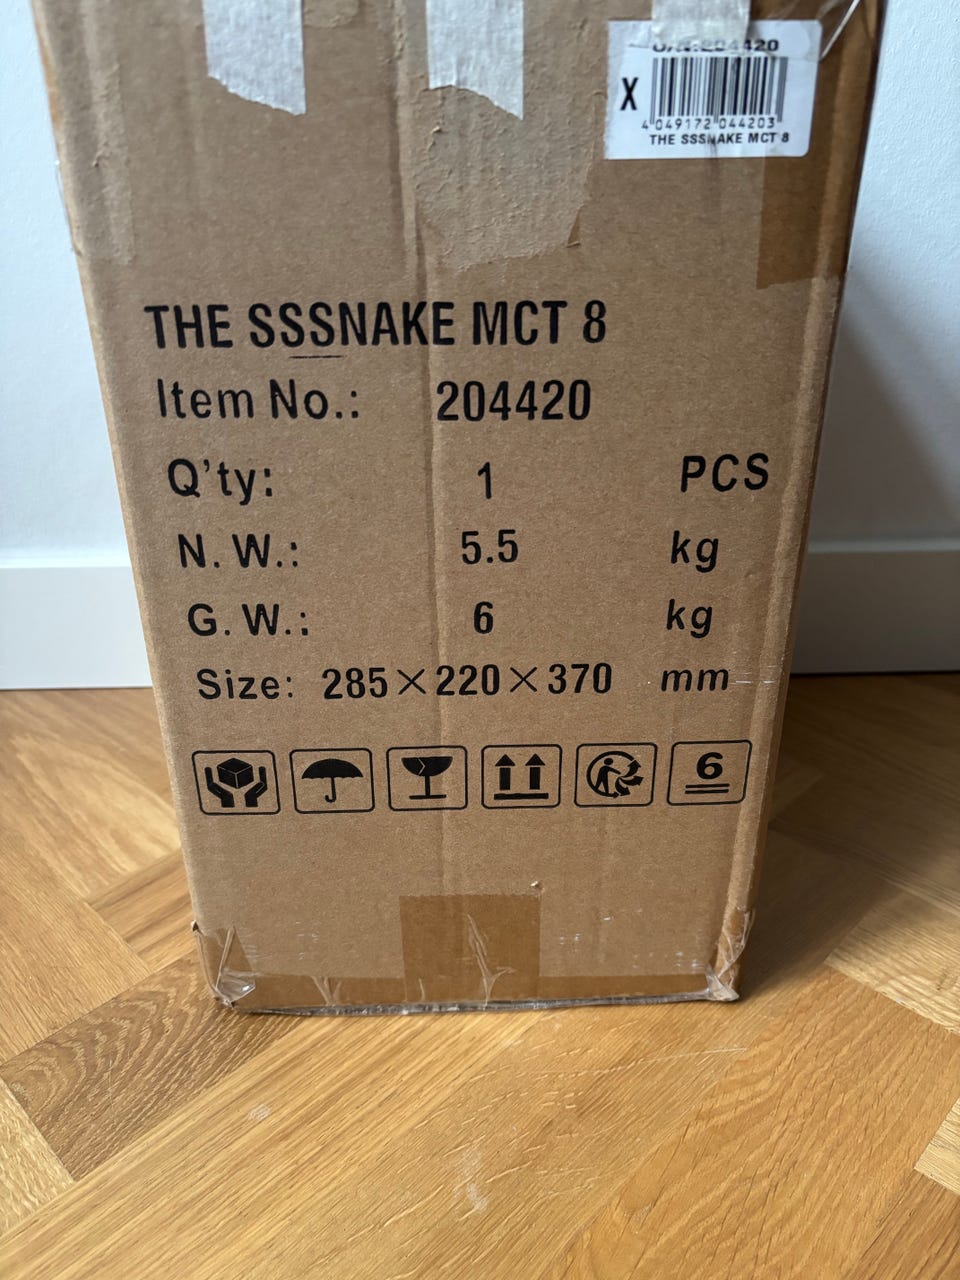 204420
X
4 049172 044203
THE SSSNAKE MCT 8
THE SSSNAKE MCT 8
Item No.: 204420
Q'ty: 1 PCS
N. W.: 5.5 kg
G. W.: 6 kg
Size: 285×220×370 mm
6